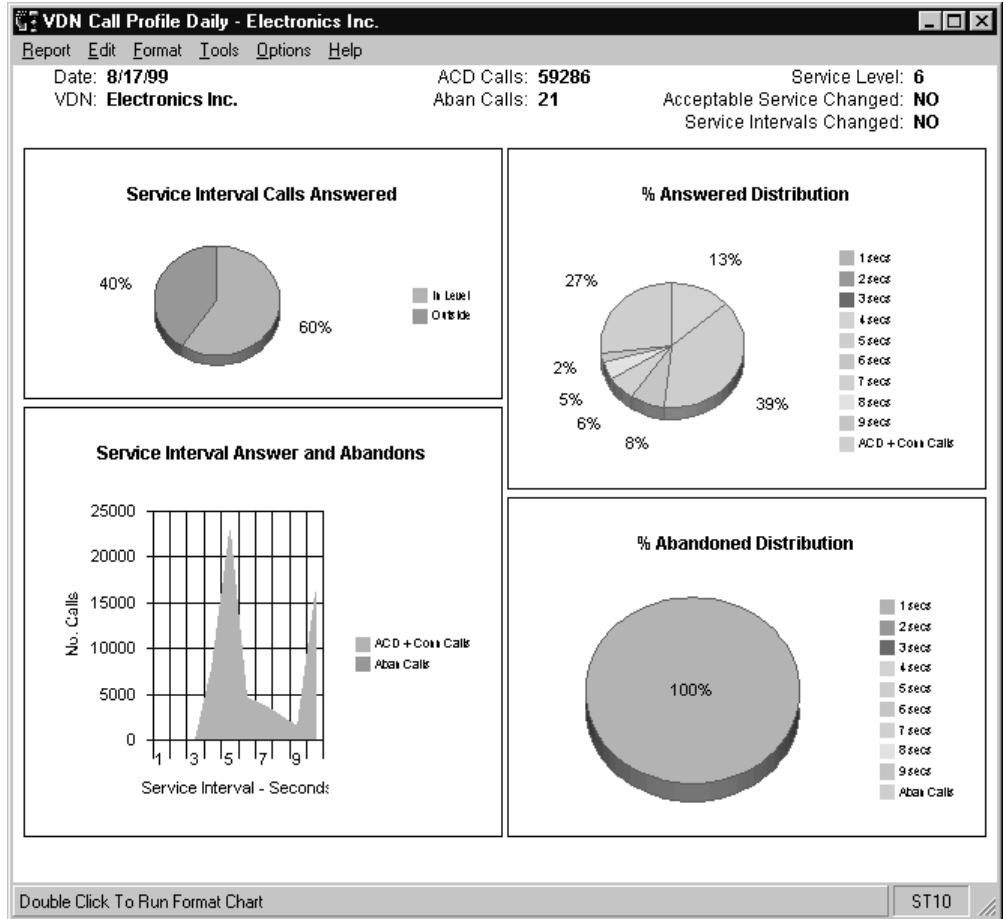 VDN Call Profile Daily - Electronics Inc.
Report Edit Format Tools Options Help
Date: 8/17/99 ACD Calls: 59286 Service Level: 6
VDN: Electronics Inc. Aban Calls: 21 Acceptable Service Changed: NO
Service Intervals Changed: NO
Service Interval Calls Answered
40%
60%
In Level
Outside
% Answered Distribution
13%
27%
2%
5%
6%
8%
39%
1 secs
2 secs
3 secs
4 secs
5 secs
6 secs
7 secs
8 secs
9 secs
ACD + Conn Calls
Service Interval Answer and Abandons
25000
20000
15000
10000
5000
0
No. Calls
1 3 5 7 9
Service Interval - Seconds
ACD + Conn Calls
Aban Calls
% Abandoned Distribution
100%
1 secs
2 secs
3 secs
4 secs
5 secs
6 secs
7 secs
8 secs
9 secs
Aban Calls
Double Click To Run Format Chart ST10